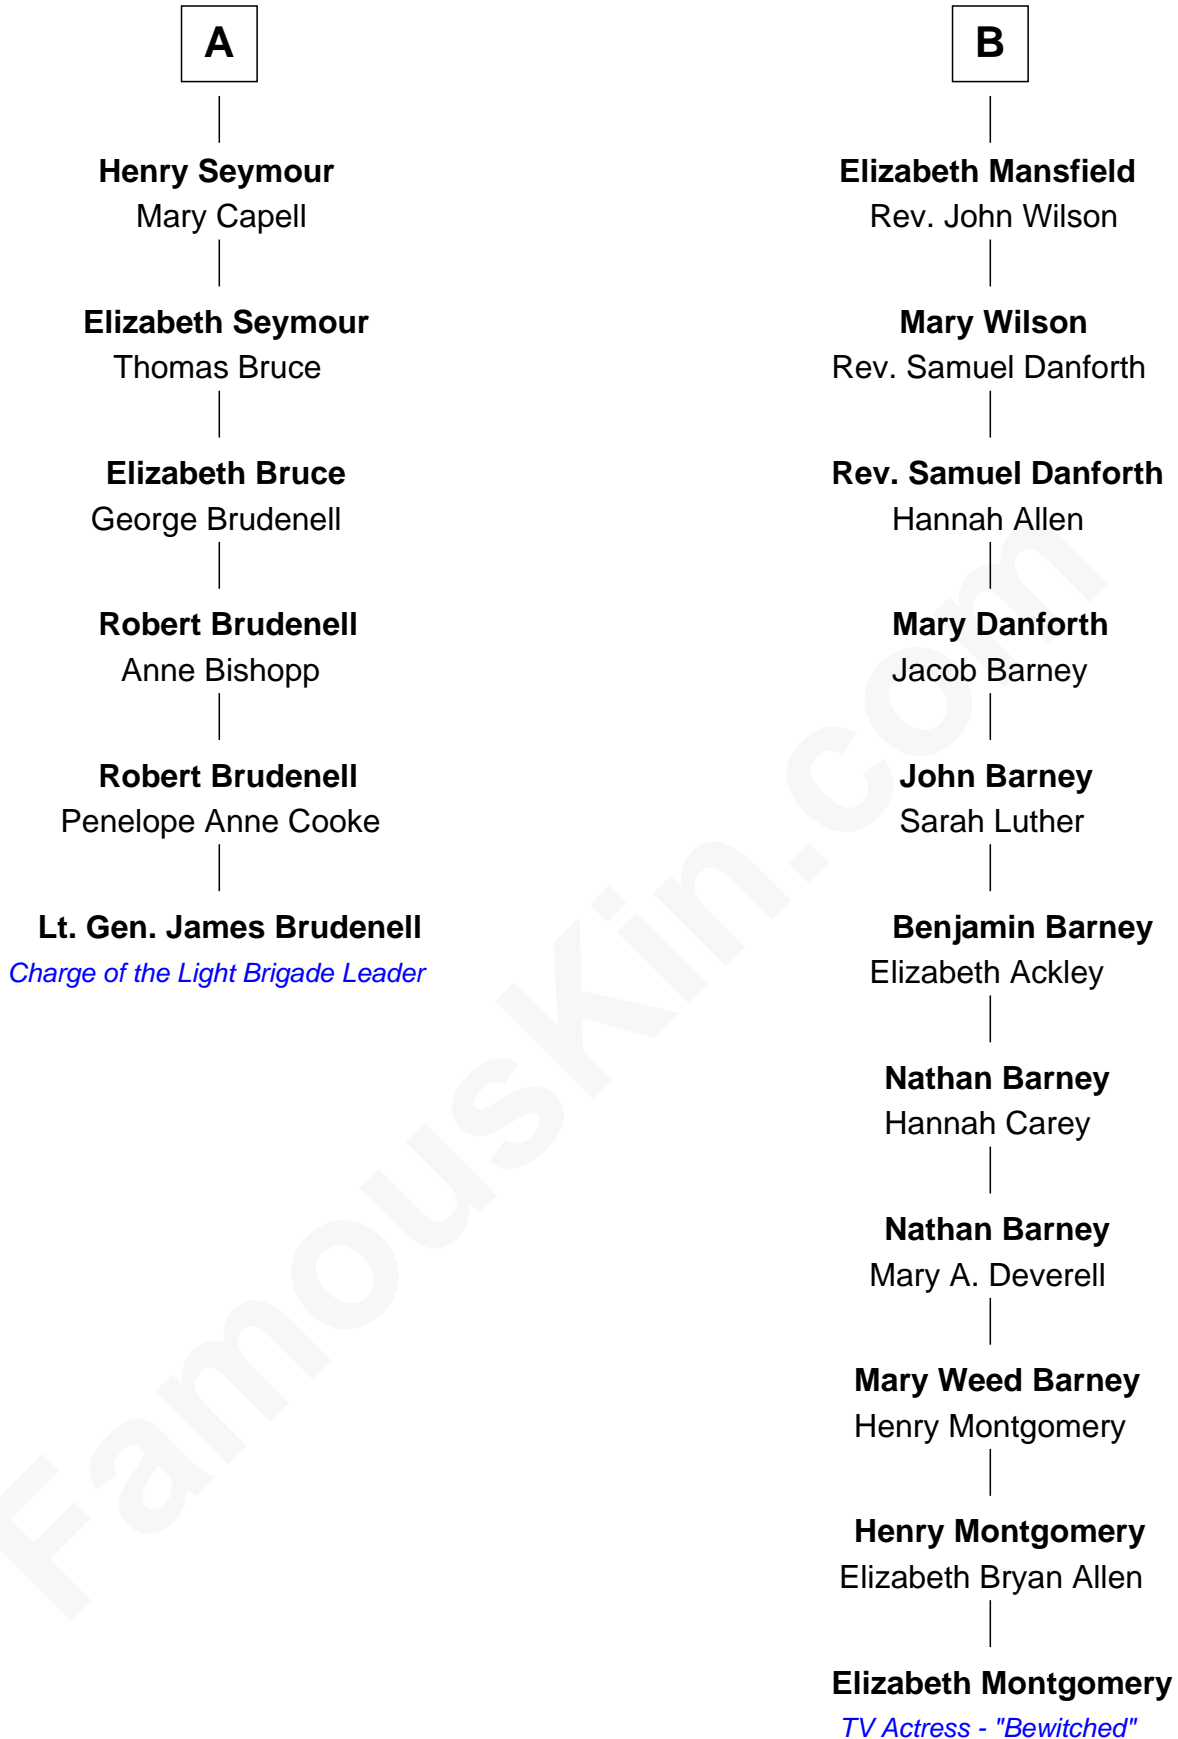 A
Henry Seymour
Mary Capell
Elizabeth Seymour
Thomas Bruce
Elizabeth Bruce
George Brudenell
Robert Brudenell
Anne Bishopp
Robert Brudenell
Penelope Anne Cooke
Lt. Gen. James Brudenell
Charge of the Light Brigade Leader
B
Elizabeth Mansfield
Rev. John Wilson
Mary Wilson
Rev. Samuel Danforth
Rev. Samuel Danforth
Hannah Allen
Mary Danforth
Jacob Barney
John Barney
Sarah Luther
Benjamin Barney
Elizabeth Ackley
Nathan Barney
Hannah Carey
Nathan Barney
Mary A. Deverell
Mary Weed Barney
Henry Montgomery
Henry Montgomery
Elizabeth Bryan Allen
Elizabeth Montgomery
TV Actress - "Bewitched"
FamousKin.com